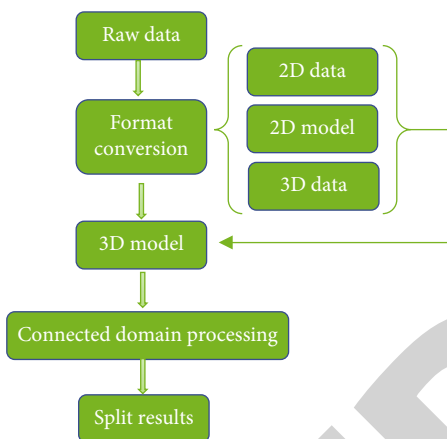 Raw data
Format
conversion
2D data
2D model
3D data
3D model
Connected domain processing
Split results